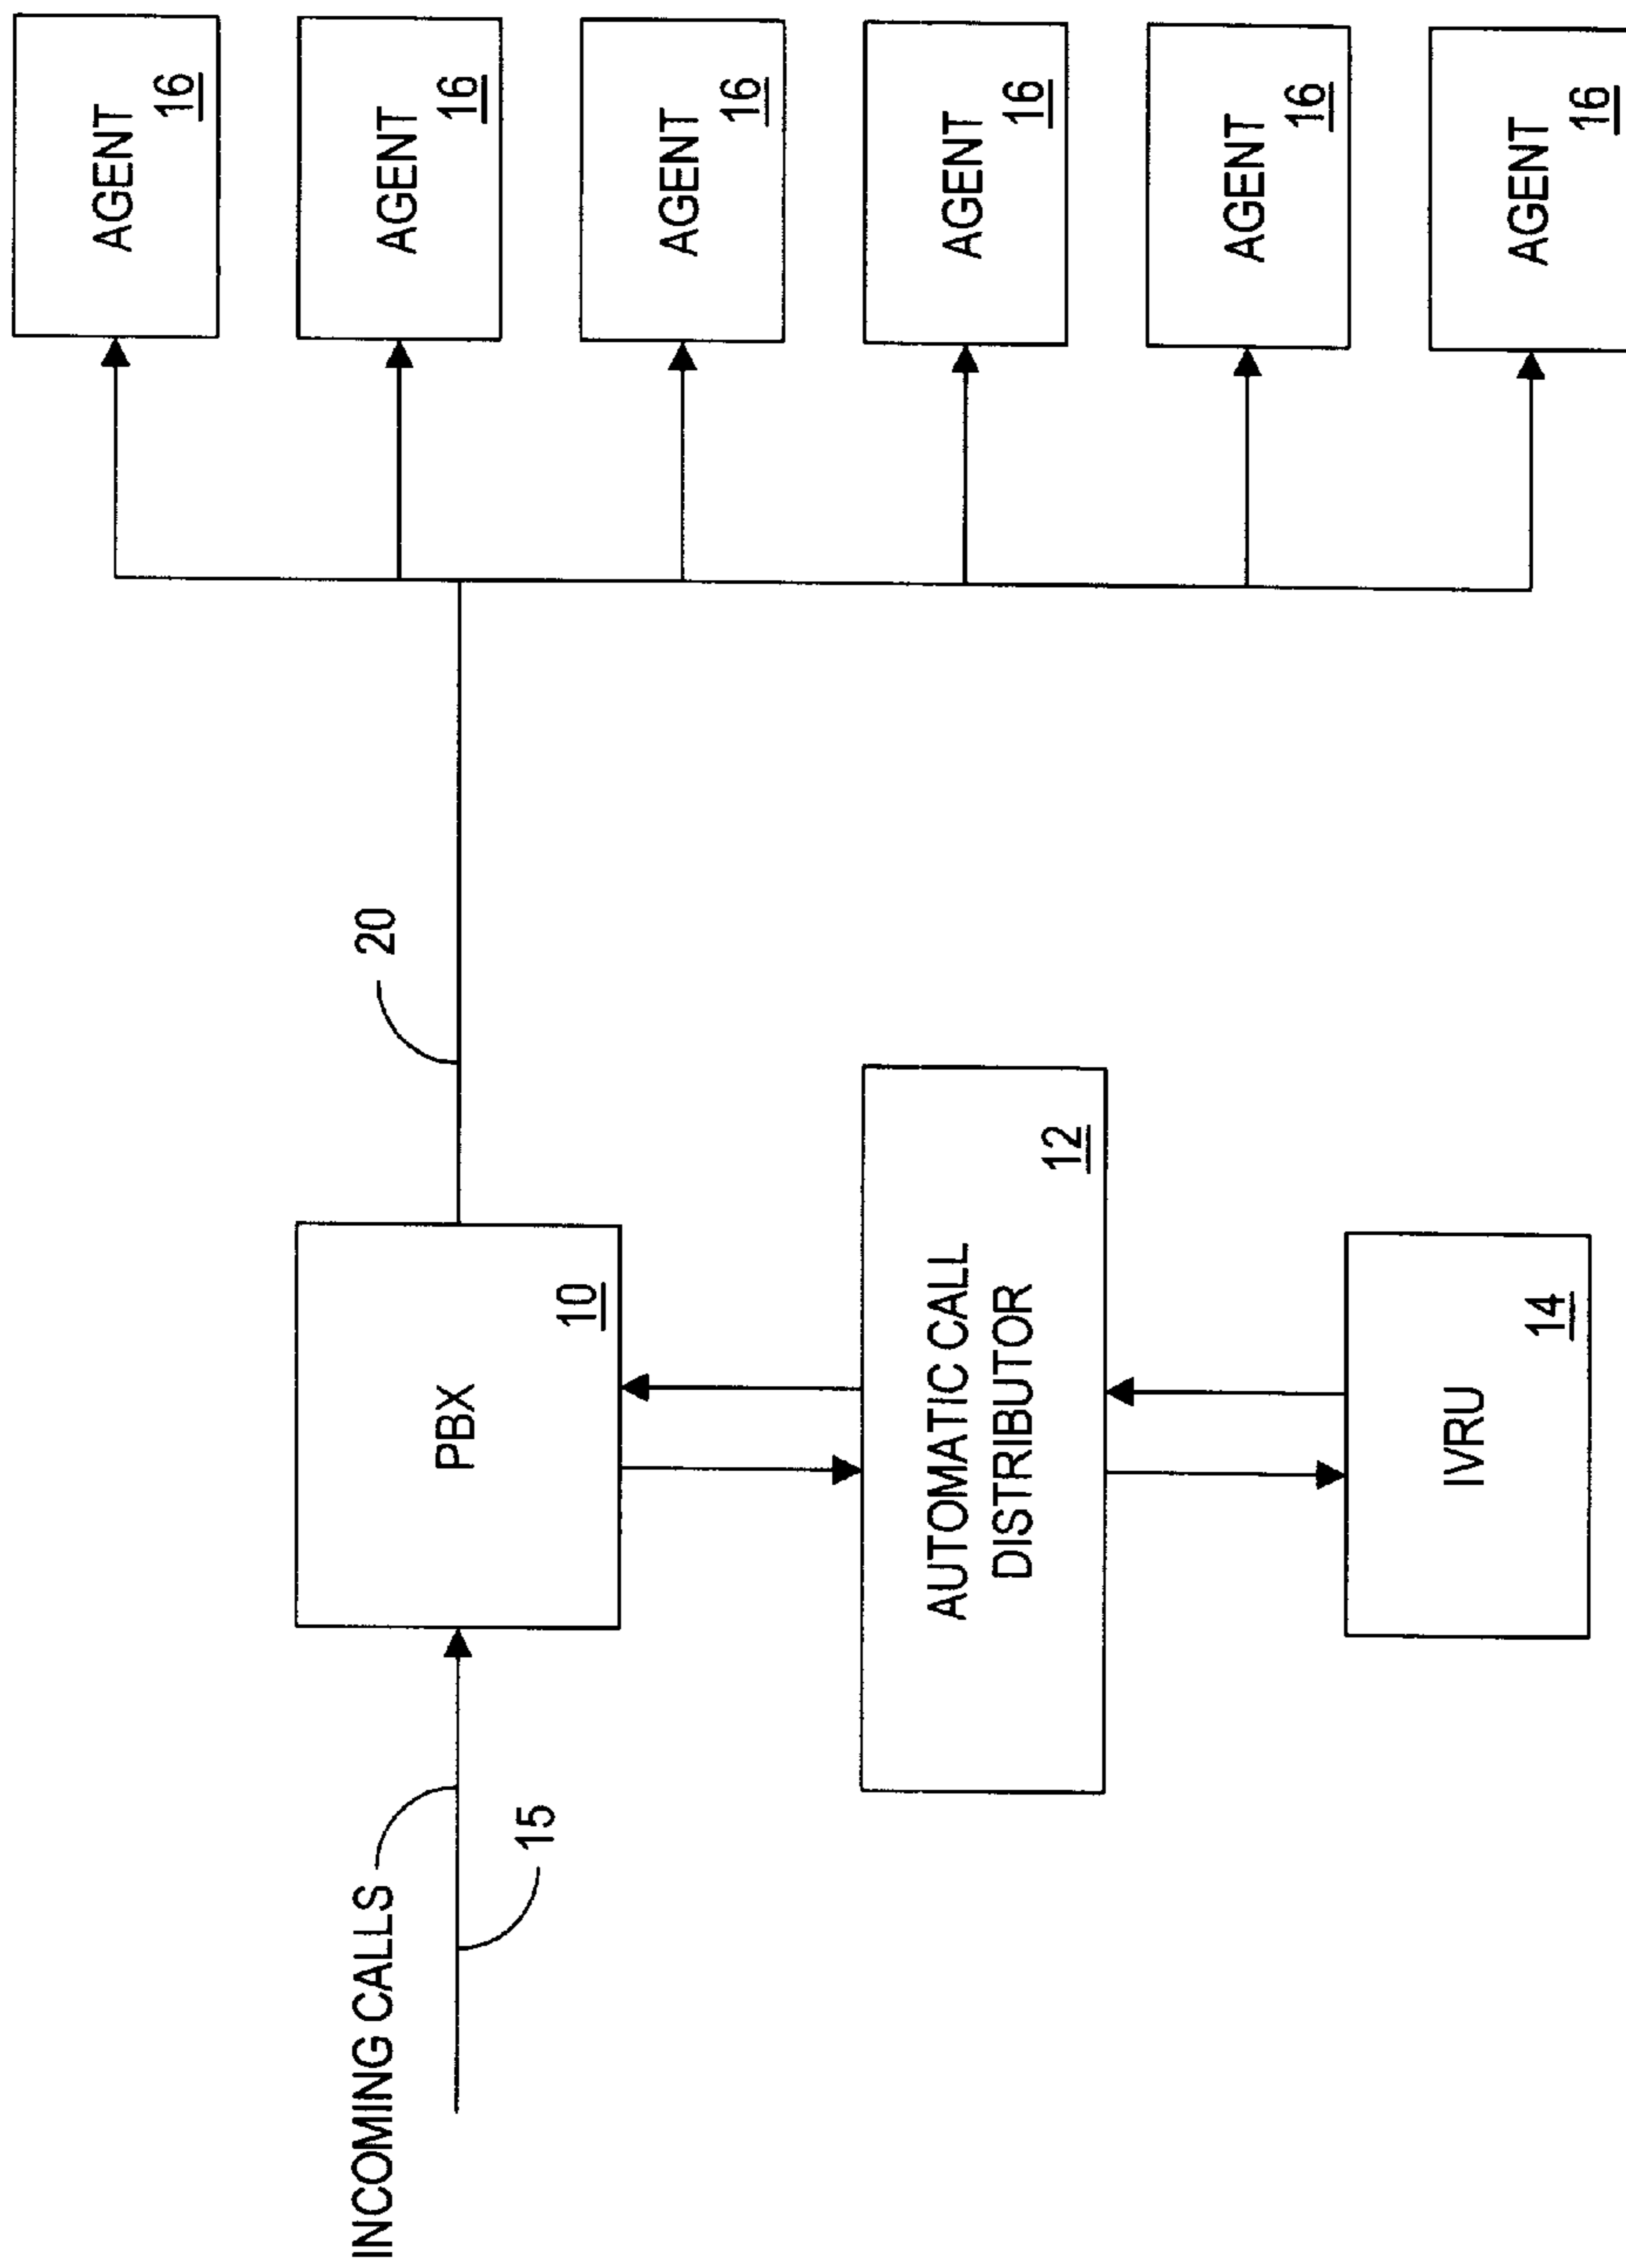 INCOMING CALLS
15
PBX
10
20
AUTOMATIC CALL
DISTRIBUTOR
12
IVRU
14
AGENT
16
AGENT
16
AGENT
16
AGENT
16
AGENT
16
AGENT
16